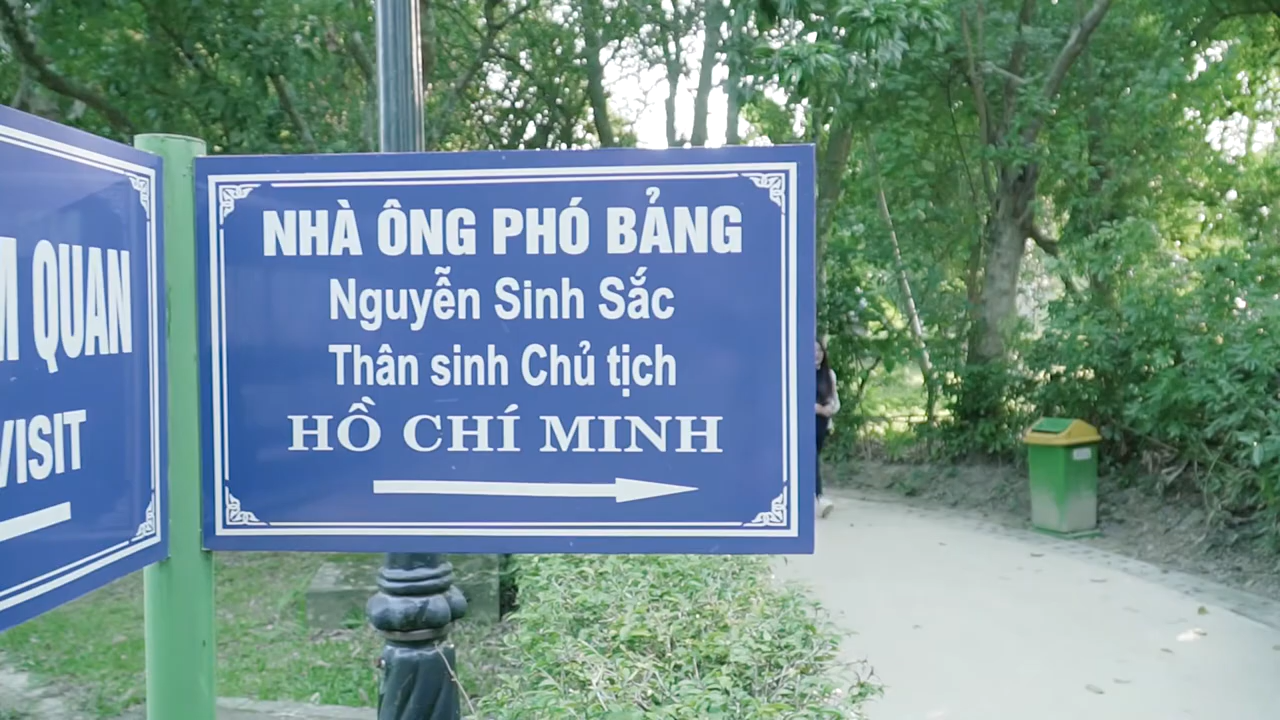 QUAN
VISIT
NHÀ ÔNG PHÓ BẢNG
Nguyễn Sinh Sắc
Thân sinh Chủ tịch
HỒ CHÍ MINH